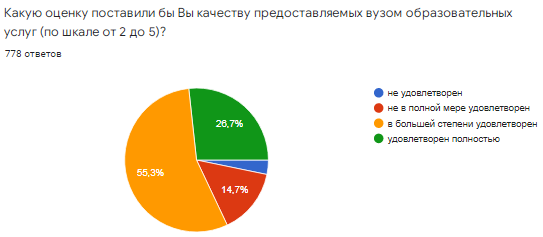 Какую оценку поставили бы Вы качеству предоставляемых вузом образовательных
услуг (по шкале от 2 до 5)?
778 ответов
не удовлетворен
не в полной мере удовлетворен
в большей степени удовлетворен
удовлетворен полностью
26,7%
55,3%
14,7%